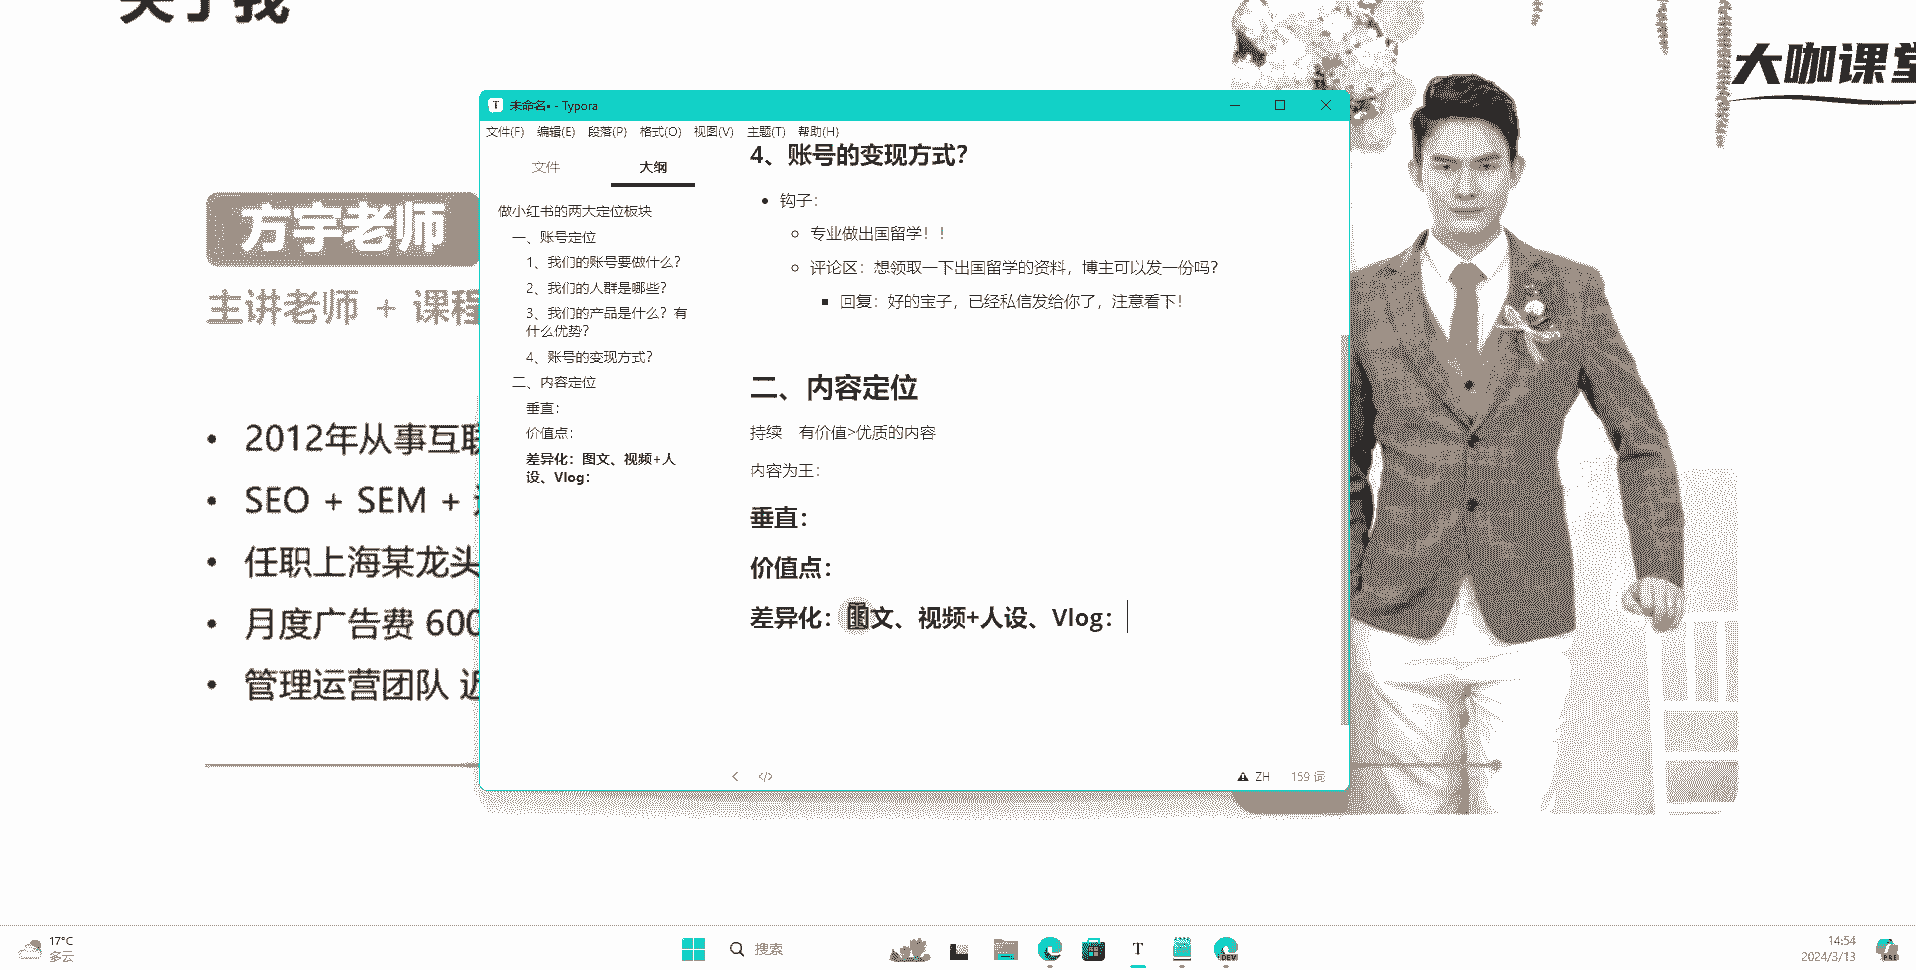 关于我
大咖课堂
未命名• - Typora
文件(F) 编辑(E) 段落(P) 格式(O) 视图(V) 主题(T) 帮助(H)
文件 大纲
做小红书的两大定位板块
一、账号定位
1、我们的账号要做什么?
2、我们的人群是哪些?
3、我们的产品是什么? 有
什么优势?
4、账号的变现方式?
二、内容定位
垂直:
价值点:
差异化: 图文、视频+人
设、Vlog:
4、账号的变现方式?
钩子:
专业做出国留学! !
评论区: 想领取一下出国留学的资料, 博主可以发一份吗?
回复: 好的宝子, 已经私信发给你了, 注意看下!
二、内容定位
持续 有价值>优质的内容
内容为王:
垂直:
价值点:
差异化: 图文、视频+人设、Vlog:
</> ZH 159 词
方宇老师
主讲老师 + 课程
2012年从事互联
SEO + SEM +
任职上海某龙头
月度广告费 600
管理运营团队 近
17°C
多云
搜索
T
DEV
14:54
2024/3/13
PRE